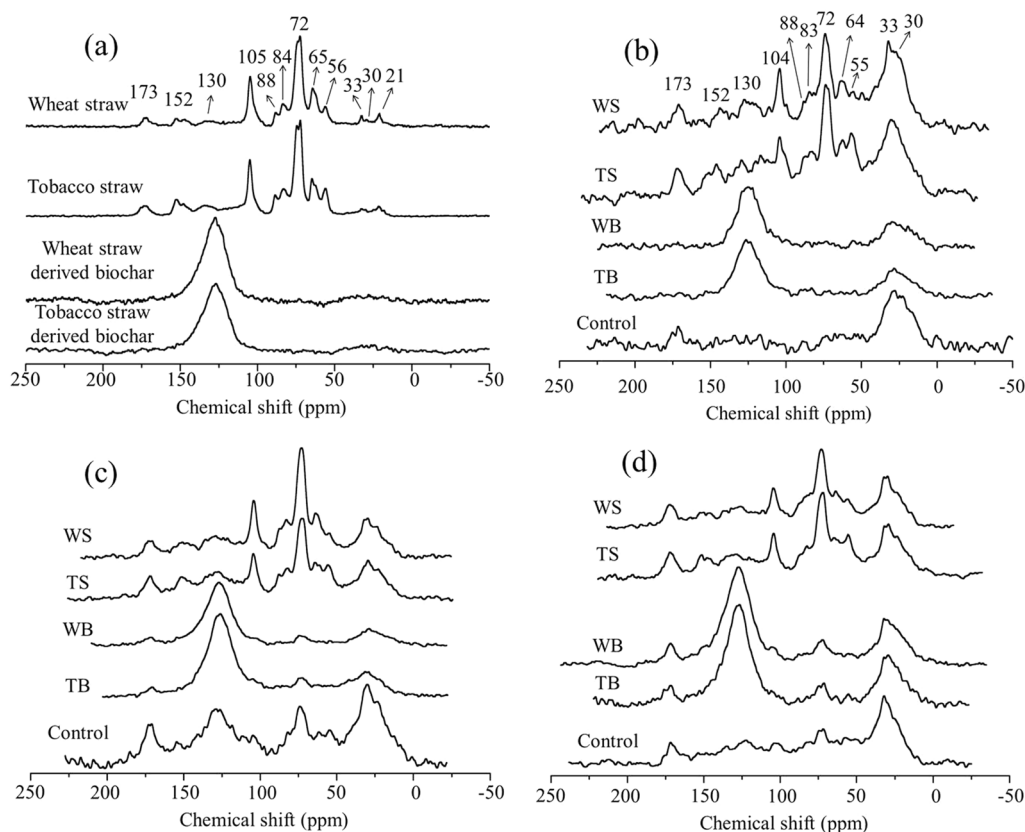 (a)
72
105
84
65
173 152 130
88
56
33 30 21
Wheat straw
Tobacco straw
Wheat straw
derived biochar
Tobacco straw
derived biochar
250 200 150 100 50 0 -50
Chemical shift (ppm)
(b)
88 72 64 33 30
83
104
55
173 152 130
WS
TS
WB
TB
Control
250 200 150 100 50 0 -50
Chemical shift (ppm)
(c)
WS
TS
WB
TB
Control
250 200 150 100 50 0 -50
Chemical shift (ppm)
(d)
WS
TS
WB
TB
Control
250 200 150 100 50 0 -50
Chemical shift (ppm)